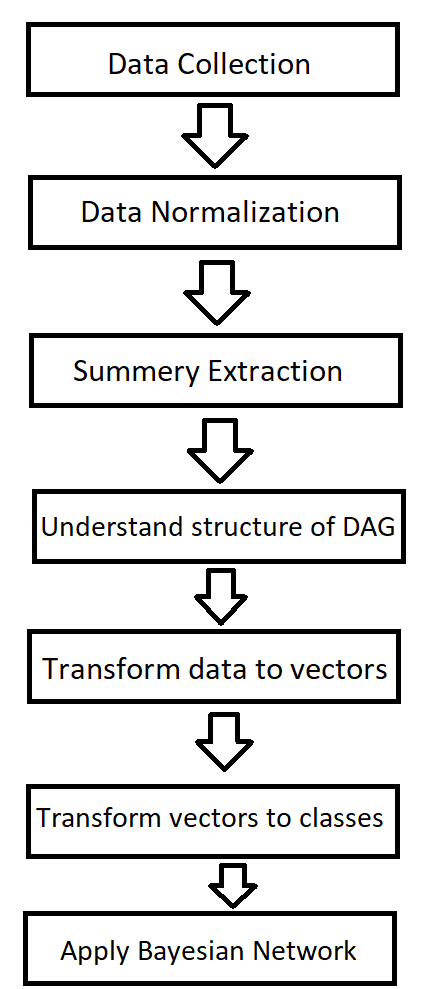 Data Collection
Data Normalization
Summery Extraction
Understand structure of DAG
Transform data to vectors
Transform vectors to classes
Apply Bayesian Network